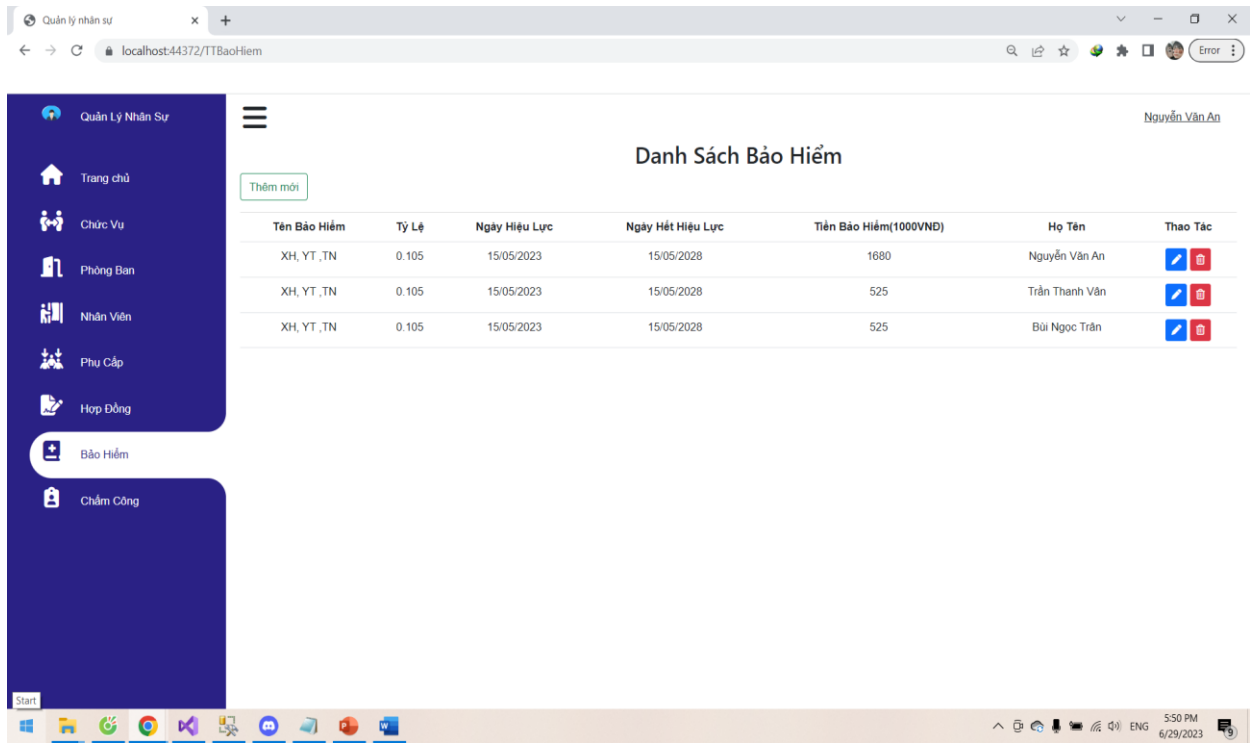 Quản lý nhân sự
localhost:44372/TTBaoHiem
Error
Quản Lý Nhân Sự
Nguyễn Văn An
Danh Sách Bảo Hiểm
Trang chủ
Thêm mới
Chức Vụ
Phòng Ban
Nhân Viên
Phụ Cấp
Hợp Đồng
Bảo Hiểm
Chấm Công
Tên Bảo Hiểm Tỷ Lệ Ngày Hiệu Lực Ngày Hết Hiệu Lực Tiền Bảo Hiểm(1000VNĐ) Họ Tên Thao Tác
XH, YT ,TN 0.105 15/05/2023 15/05/2028 1680 Nguyễn Văn An
XH, YT ,TN 0.105 15/05/2023 15/05/2028 525 Trần Thanh Vân
XH, YT ,TN 0.105 15/05/2023 15/05/2028 525 Bùi Ngọc Trân
Start
ENG
5:50 PM
6/29/2023
9